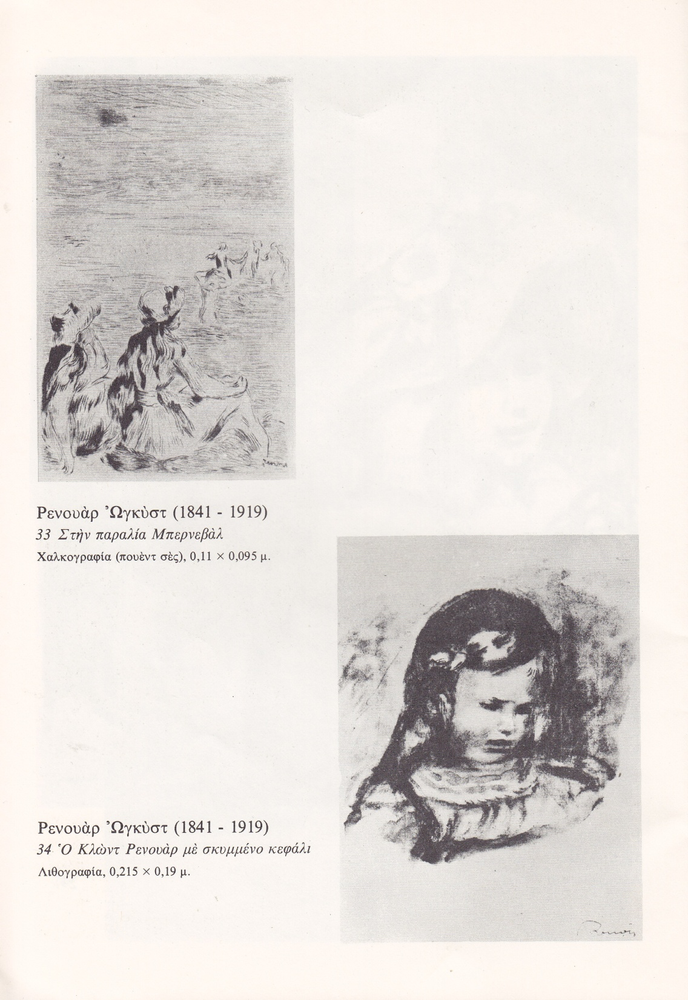 Ρενουὰρ Ὠγκὺστ (1841 - 1919)
33 Στὴν παραλία Μπερνεβὰλ
Χαλκογραφία (πουὲντ σὲς), 0,11 × 0,095 μ.
Ρενουὰρ Ὠγκὺστ (1841 - 1919)
34 Ὁ Κλὼντ Ρενουὰρ μὲ σκυμμένο κεφάλι
Λιθογραφία, 0,215 × 0,19 μ.
Renoir